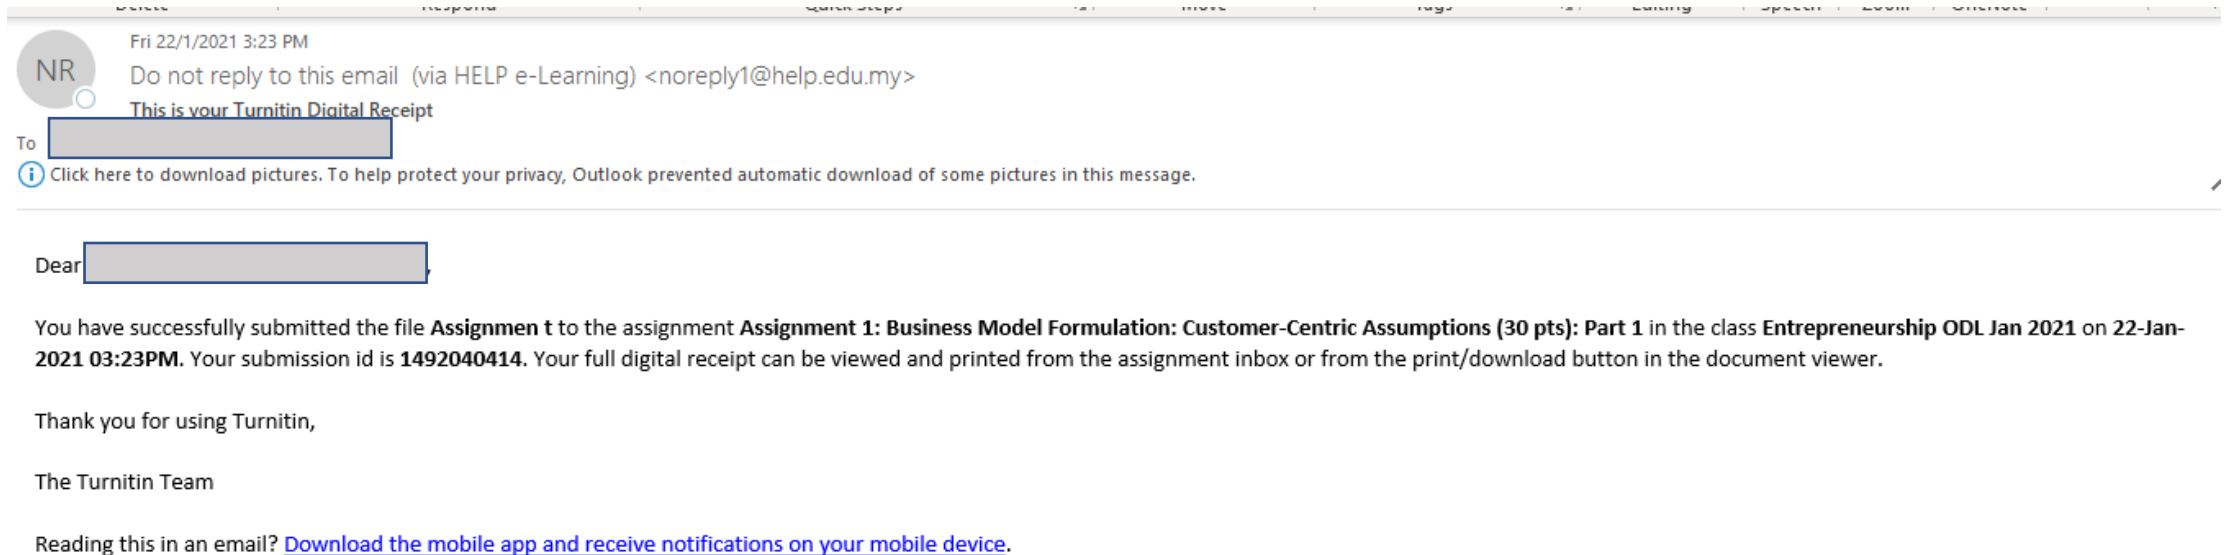 Fri 22/1/2021 3:23 PM
NR
Do not reply to this email (via HELP e-Learning) <noreply1@help.edu.my>
This is your Turnitin Digital Receipt
To
Click here to download pictures. To help protect your privacy, Outlook prevented automatic download of some pictures in this message.
Dear ,
You have successfully submitted the file Assignmen t to the assignment Assignment 1: Business Model Formulation: Customer-Centric Assumptions (30 pts): Part 1 in the class Entrepreneurship ODL Jan 2021 on 22-Jan-
2021 03:23PM. Your submission id is 1492040414. Your full digital receipt can be viewed and printed from the assignment inbox or from the print/download button in the document viewer.
Thank you for using Turnitin,
The Turnitin Team
Reading this in an email? Download the mobile app and receive notifications on your mobile device.